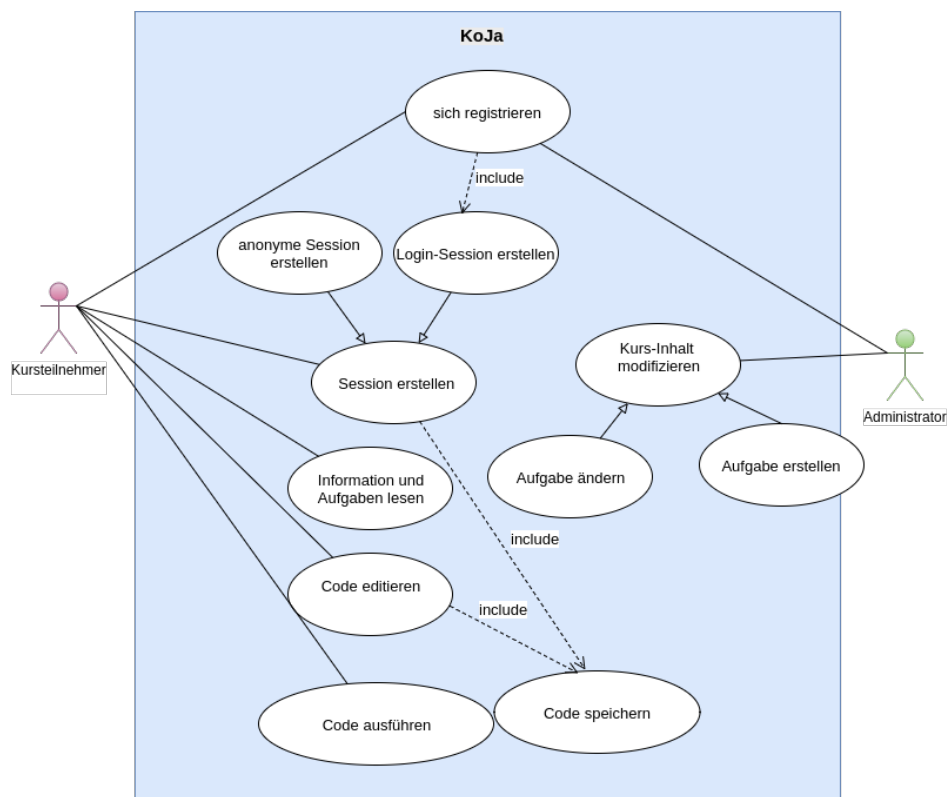 KoJa
sich registrieren
include
anonyme Session
erstellen
Login-Session erstellen
Kursteilnehmer
Session erstellen
Kurs-Inhalt
modifizieren
Administrator
Information und
Aufgaben lesen
Aufgabe ändern
Aufgabe erstellen
include
Code editieren
include
Code ausführen
Code speichern